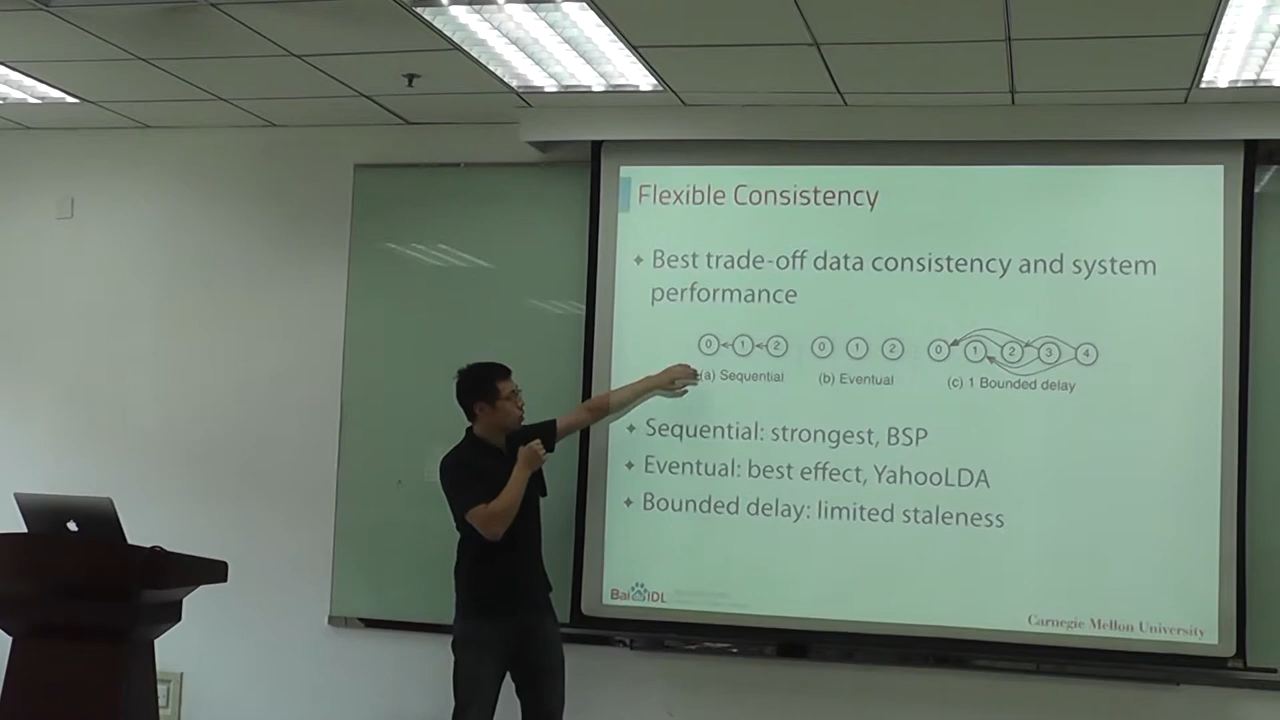 Flexible Consistency
Best trade-off data consistency and system
performance
0 1 2 0 1 2 0 1 2 3 4
(a) Sequential (b) Eventual (c) 1 Bounded delay
Sequential: strongest, BSP
Eventual: best effect, YahooLDA
Bounded delay: limited staleness
Bai IDL
Carnegie Mellon University